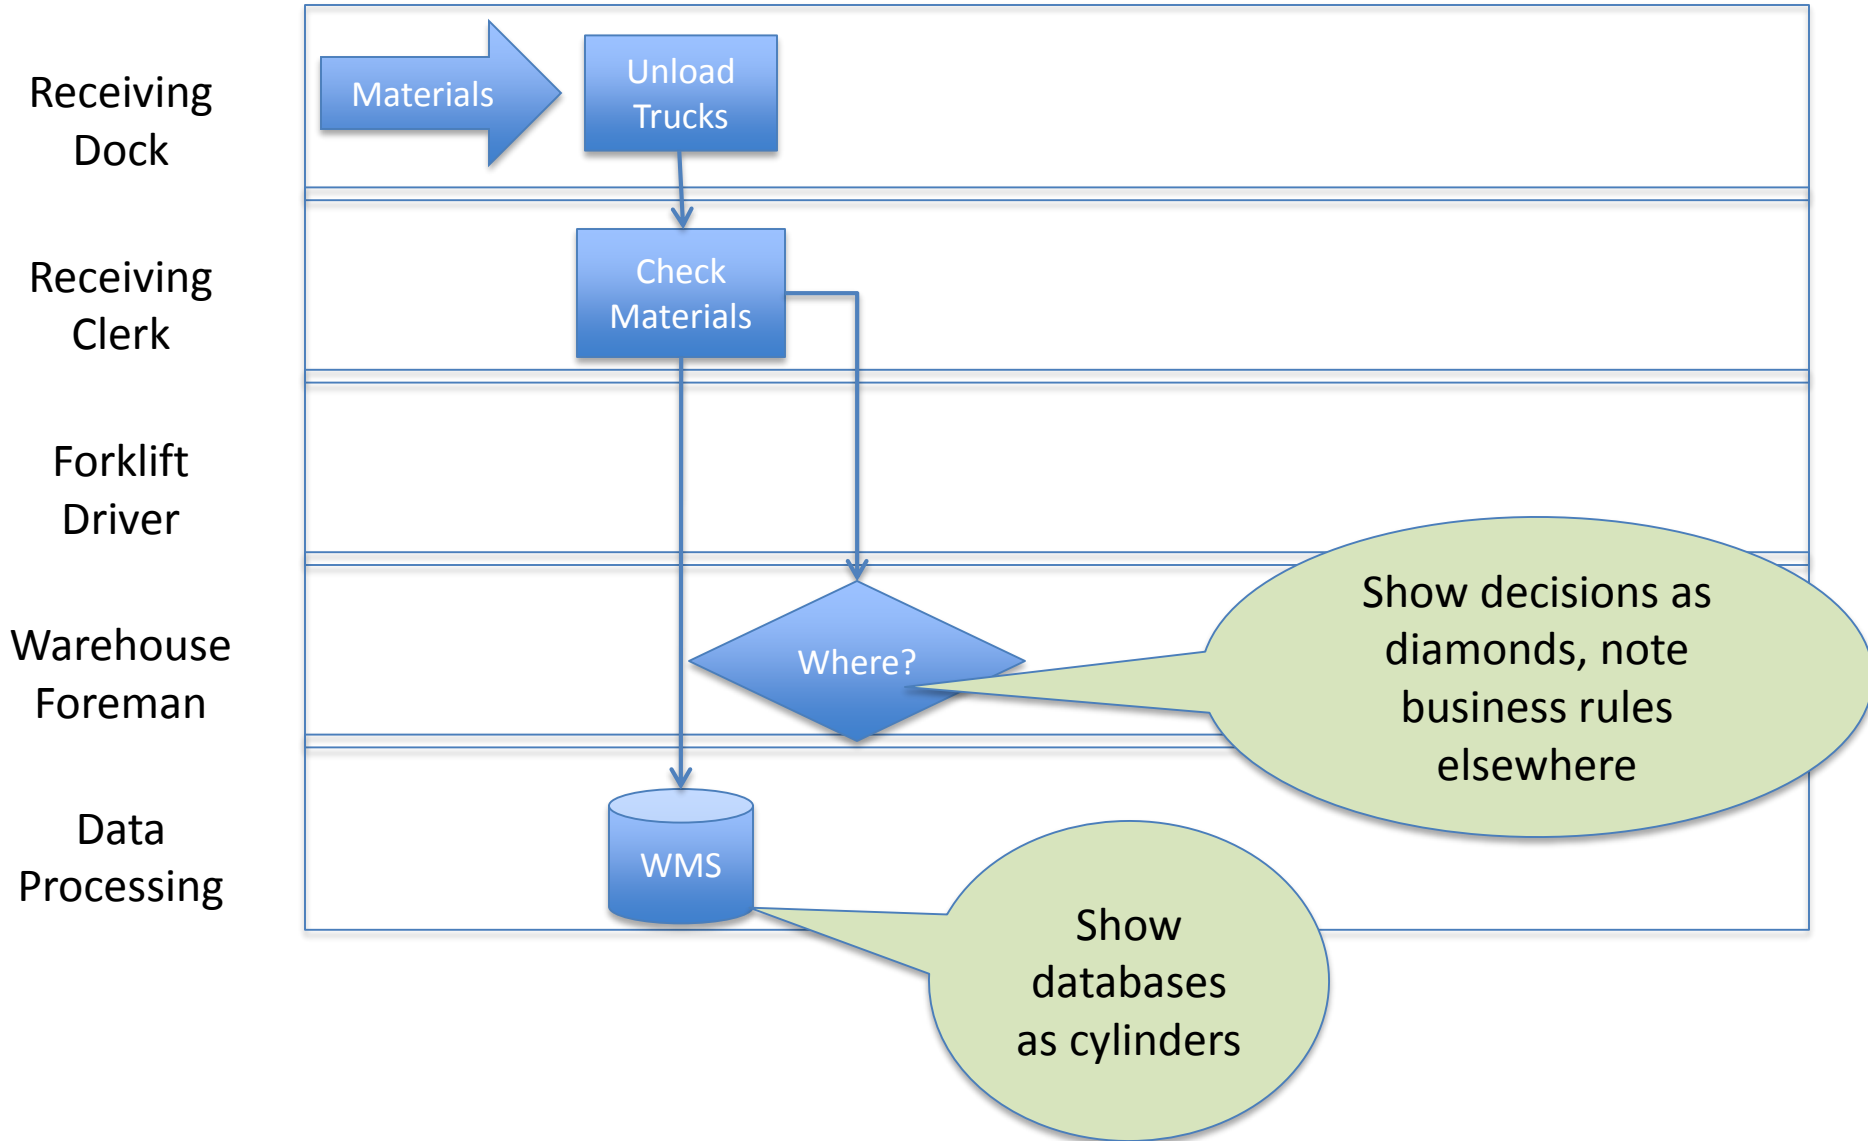 Receiving
Dock
Materials
Unload
Trucks
Receiving
Clerk
Check
Materials
Forklift
Driver
Warehouse
Foreman
Where?
Show decisions as
diamonds, note
business rules
elsewhere
Data
Processing
WMS
Show
databases
as cylinders